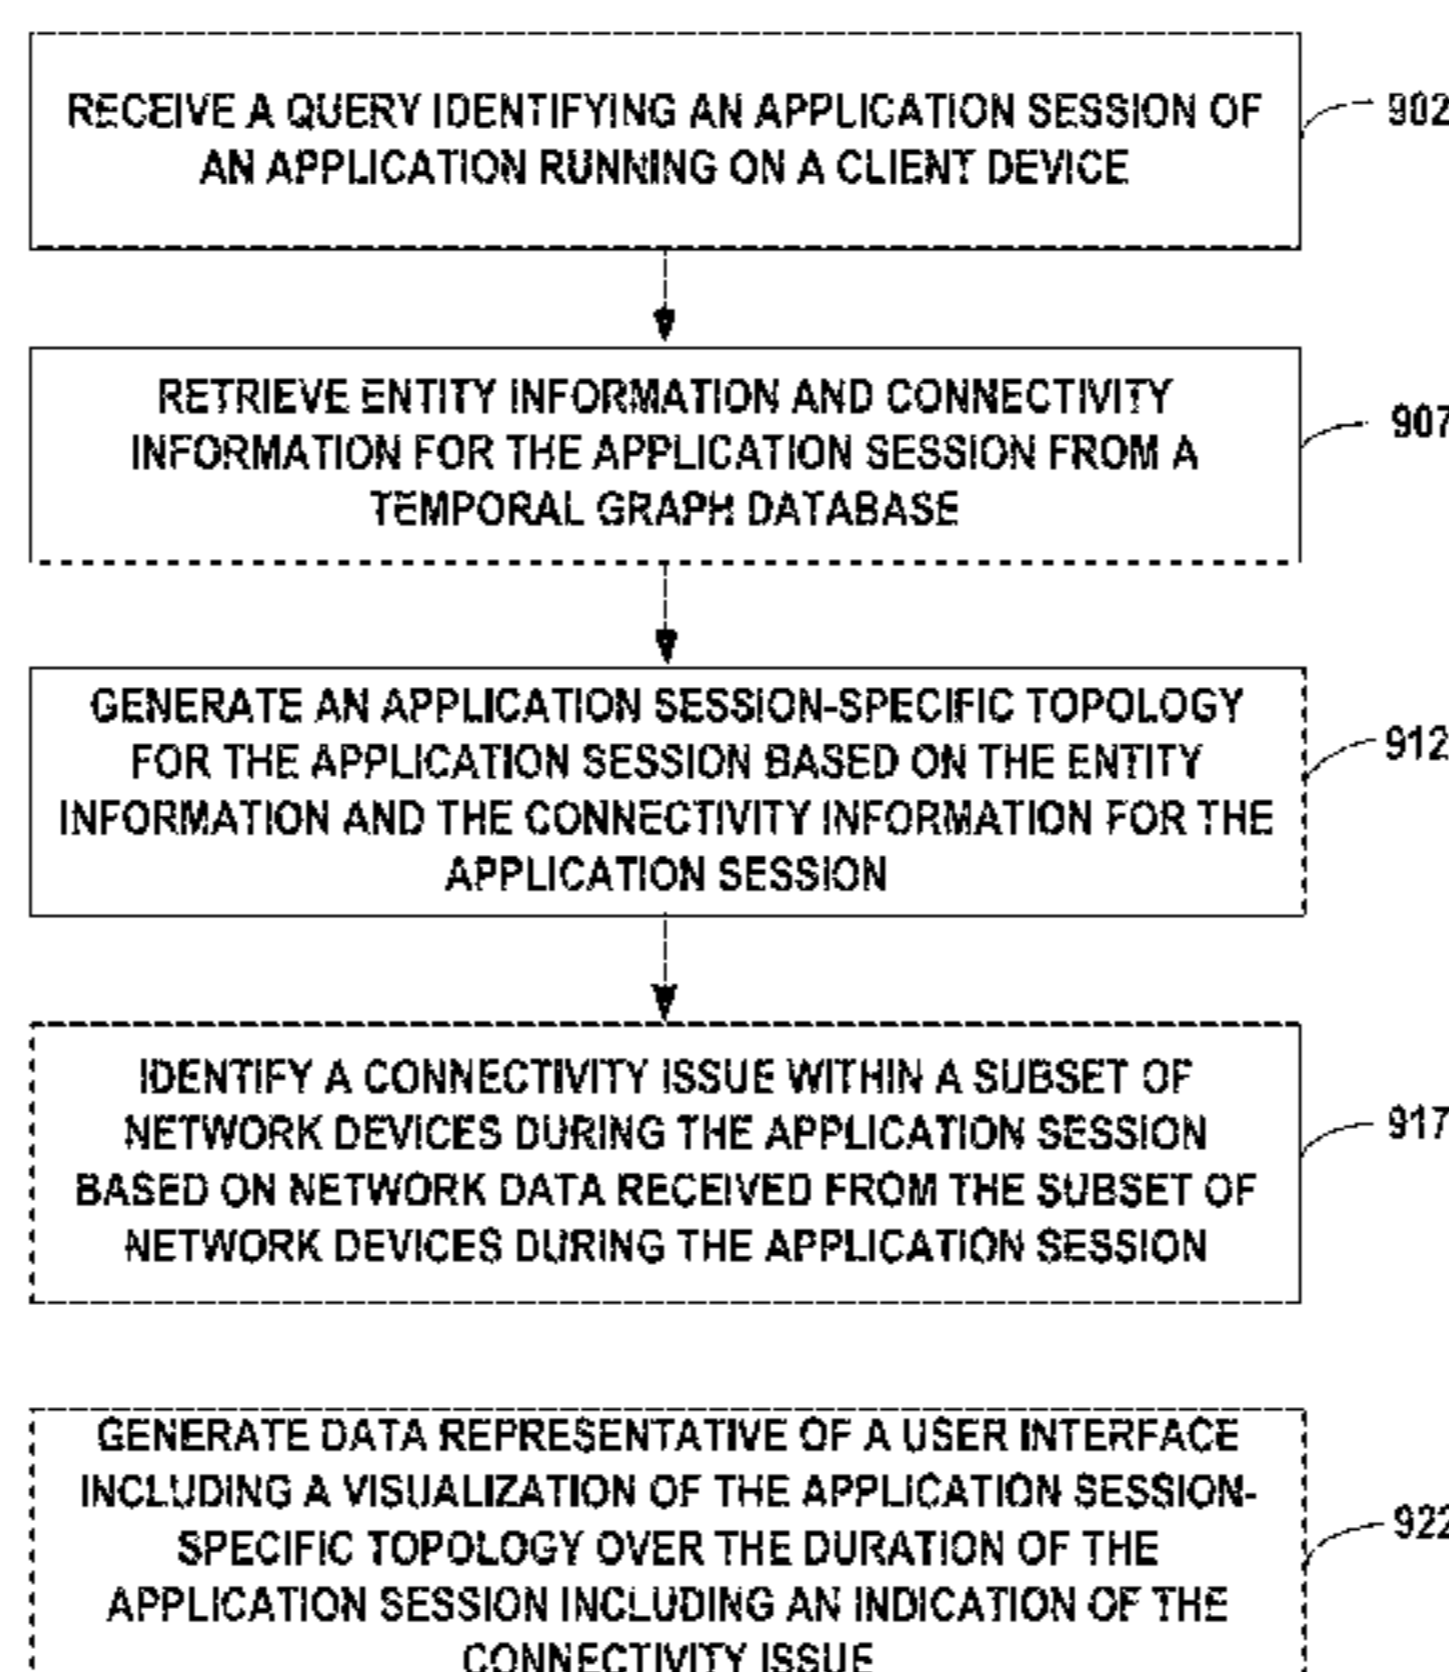 RECEIVE A QUERY IDENTIFYING AN APPLICATION SESSION OF
AN APPLICATION RUNNING ON A CLIENT DEVICE
902
RETRIEVE ENTITY INFORMATION AND CONNECTIVITY
INFORMATION FOR THE APPLICATION SESSION FROM A
TEMPORAL GRAPH DATABASE
907
GENERATE AN APPLICATION SESSION-SPECIFIC TOPOLOGY
FOR THE APPLICATION SESSION BASED ON THE ENTITY
INFORMATION AND THE CONNECTIVITY INFORMATION FOR THE
APPLICATION SESSION
912
IDENTIFY A CONNECTIVITY ISSUE WITHIN A SUBSET OF
NETWORK DEVICES DURING THE APPLICATION SESSION
BASED ON NETWORK DATA RECEIVED FROM THE SUBSET OF
NETWORK DEVICES DURING THE APPLICATION SESSION
917
GENERATE DATA REPRESENTATIVE OF A USER INTERFACE
INCLUDING A VISUALIZATION OF THE APPLICATION SESSION-
SPECIFIC TOPOLOGY OVER THE DURATION OF THE
APPLICATION SESSION INCLUDING AN INDICATION OF THE
CONNECTIVITY ISSUE
922